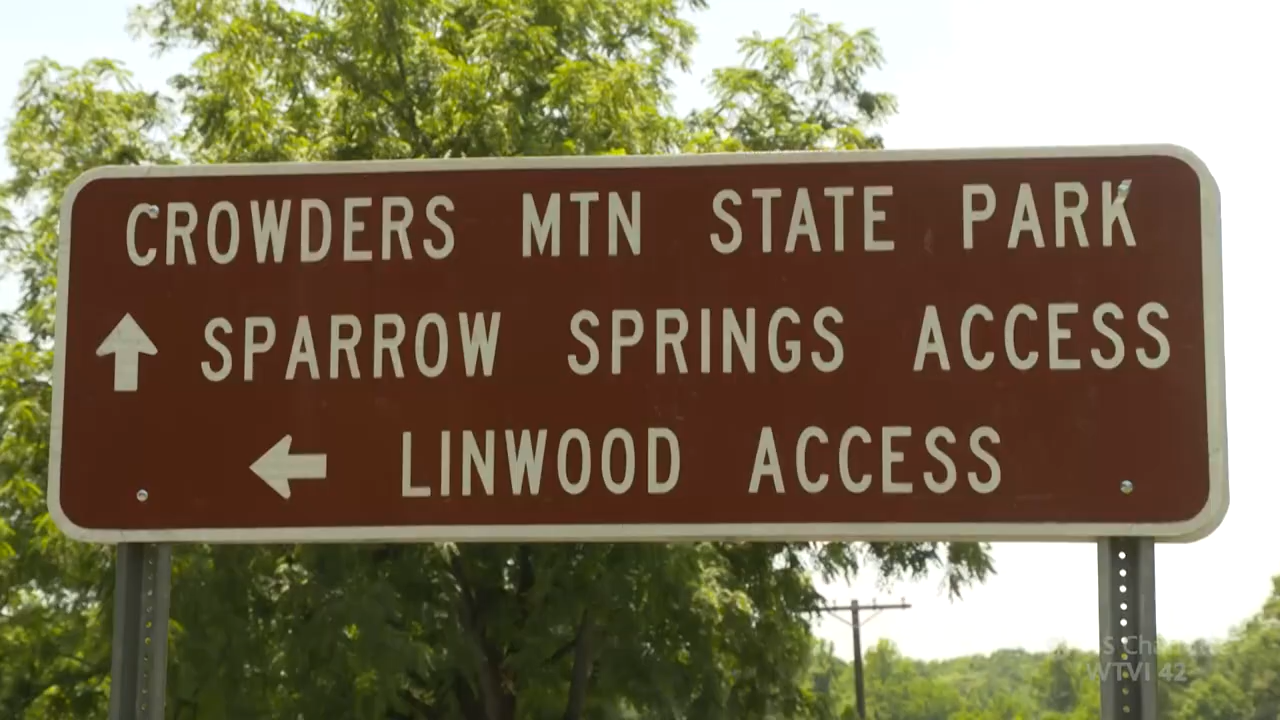 CROWDERS MTN STATE PARK
SPARROW SPRINGS ACCESS
LINWOOD ACCESS
WTVI 42